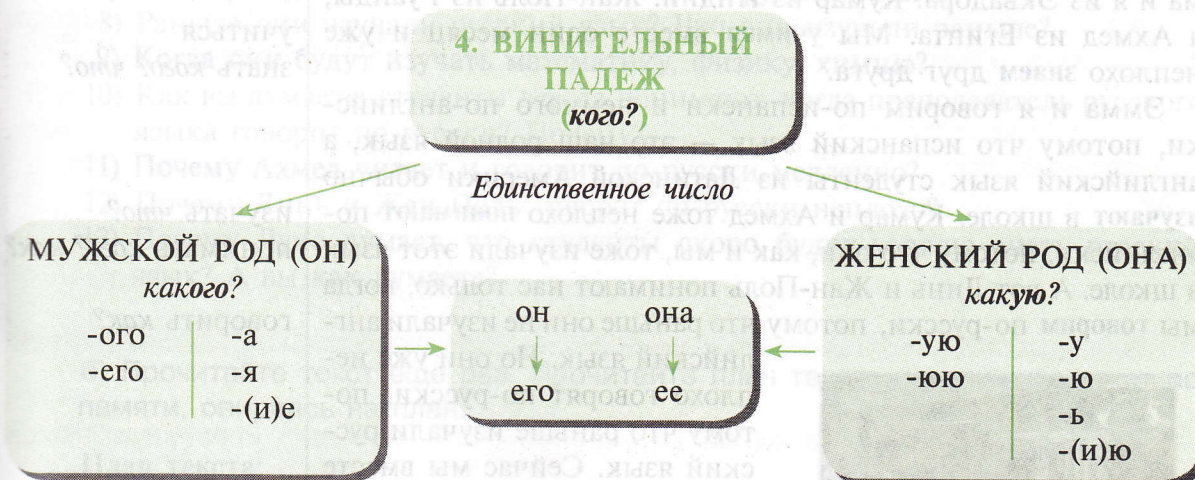 4. ВИНИТЕЛЬНЫЙ
ПАДЕЖ
(кого?)
Единственное число
МУЖСКОЙ РОД (ОН)
какого?
-ого -а
-его -я
-(и)е
он она
его ее
ЖЕНСКИЙ РОД (ОНА)
какую?
-ую -у
-юю -ю
-ь
-(и)ю